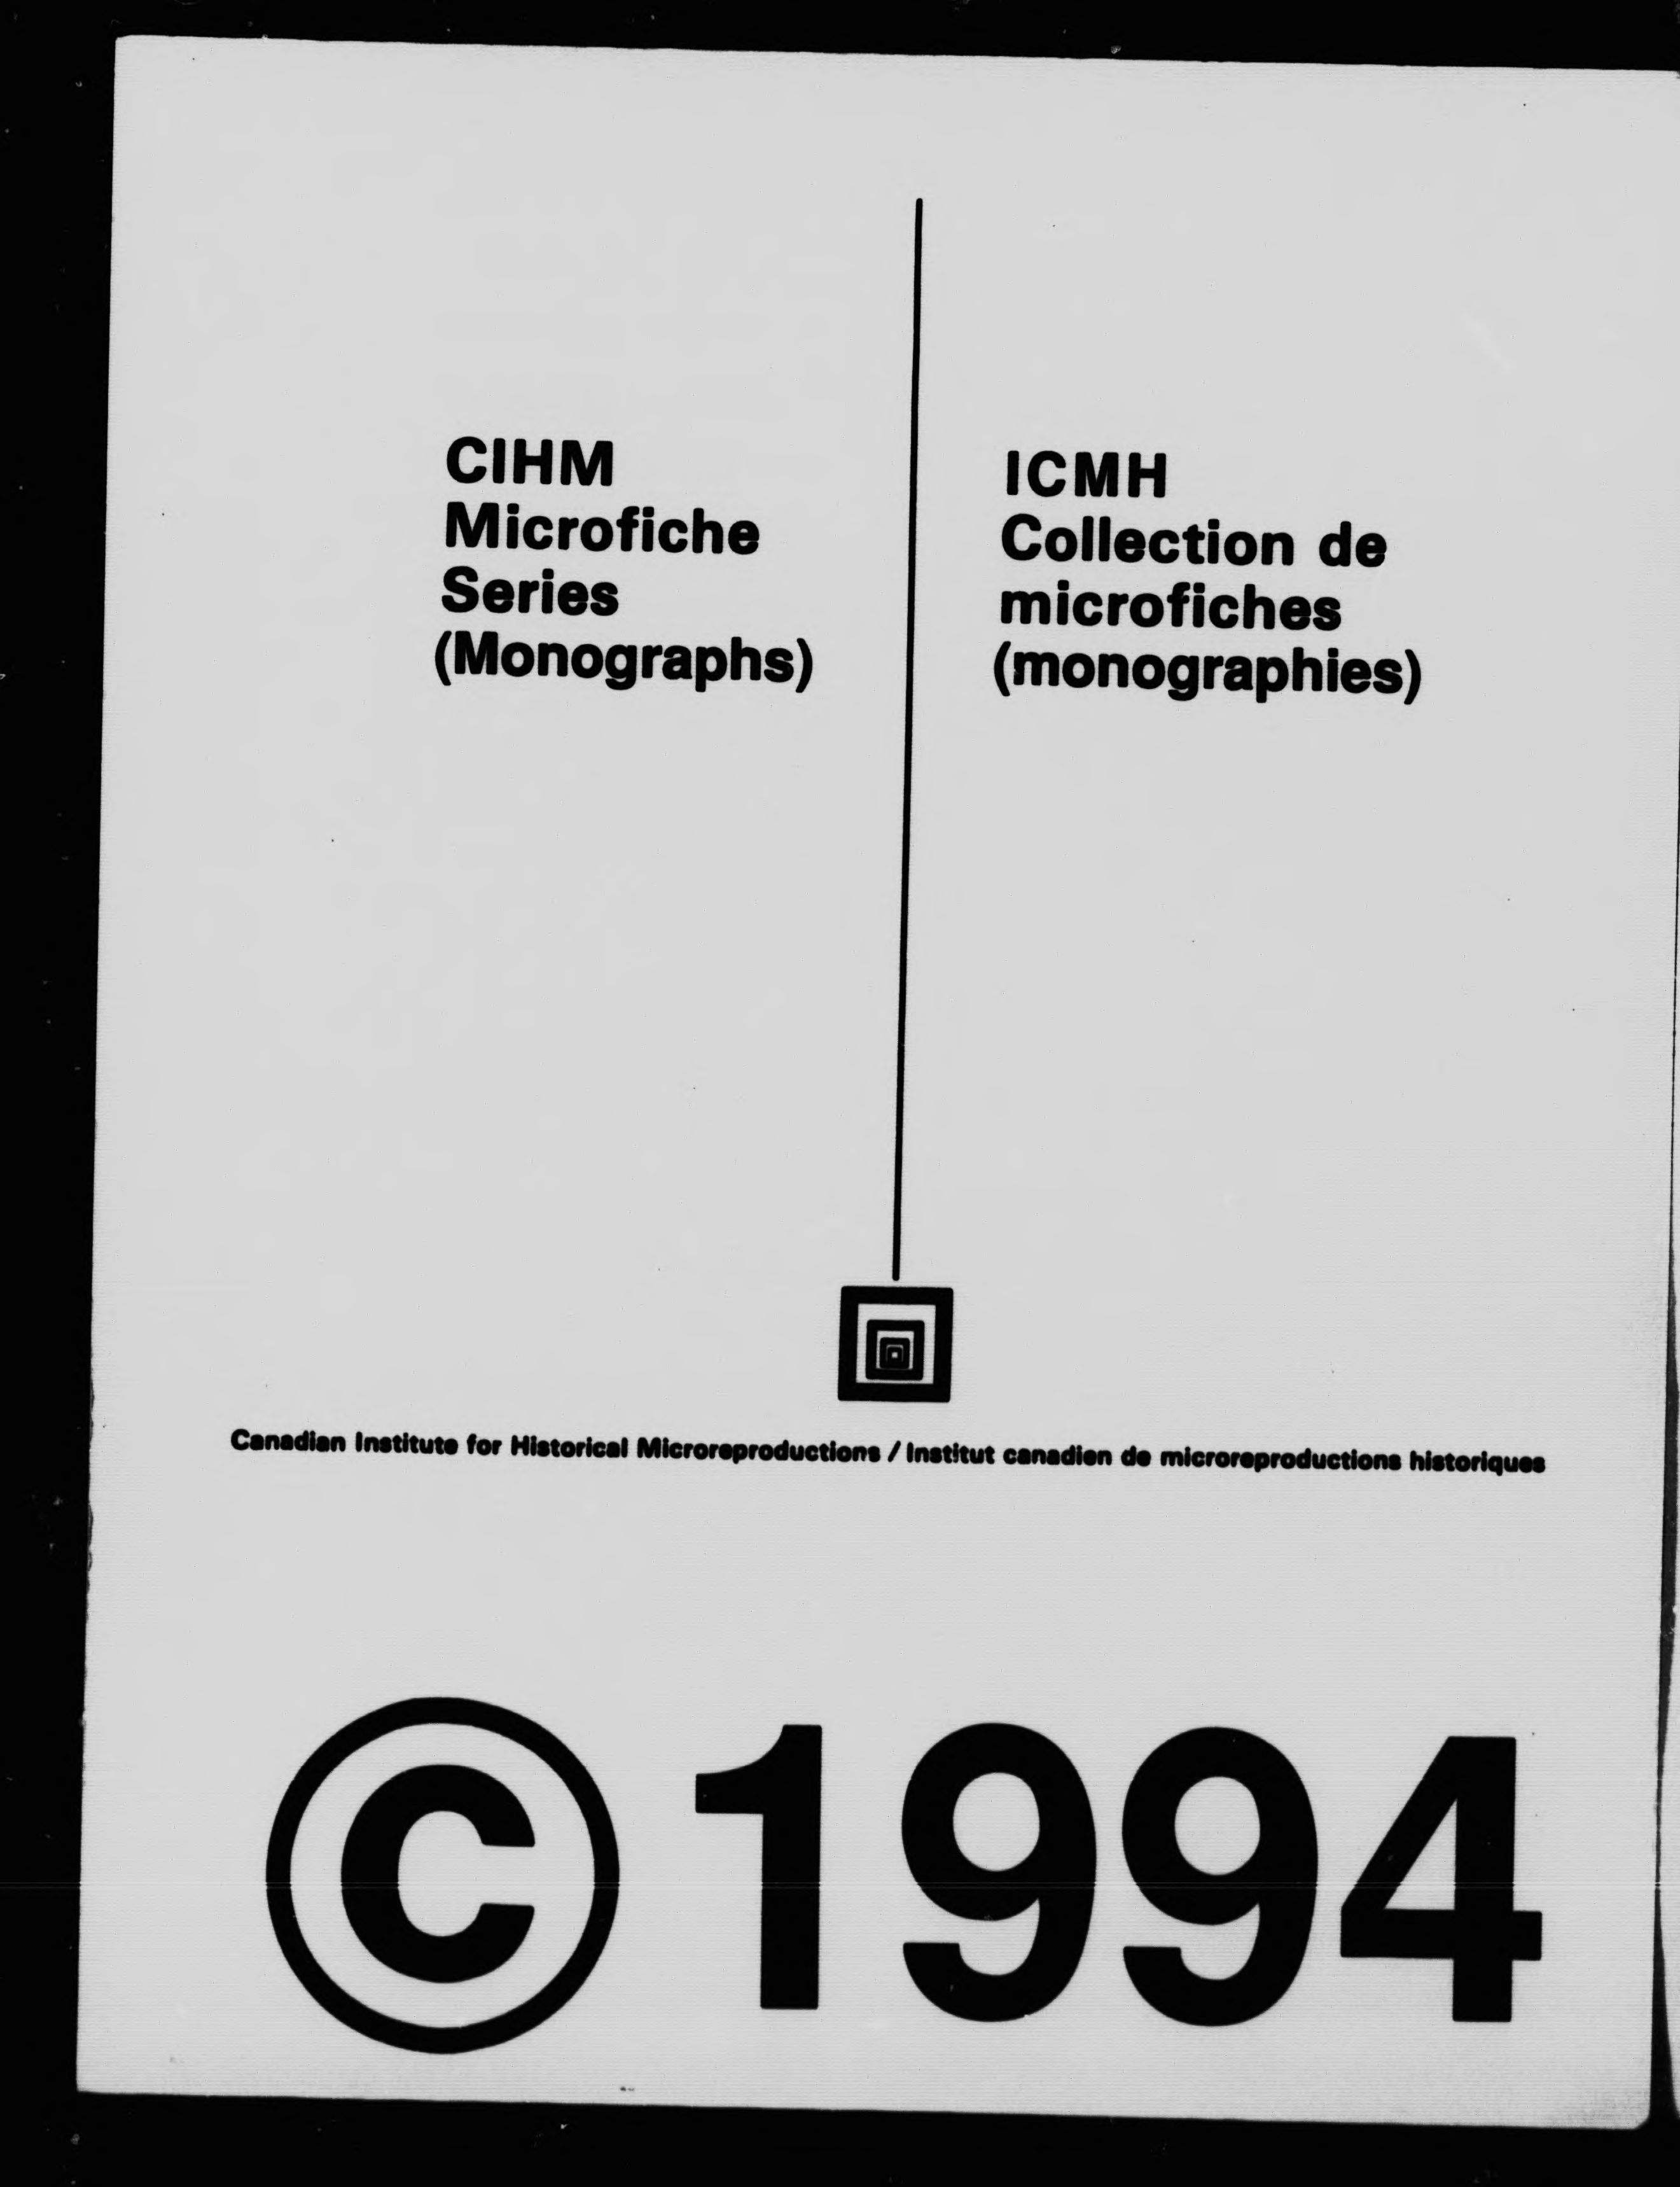 CIHM
Microfiche
Series
(Monographs)
ICMH
Collection de
microfiches
(monographies)
Canadian Institute for Historical Microreproductions / Institut canadien de microreproductions historiques
© 1994